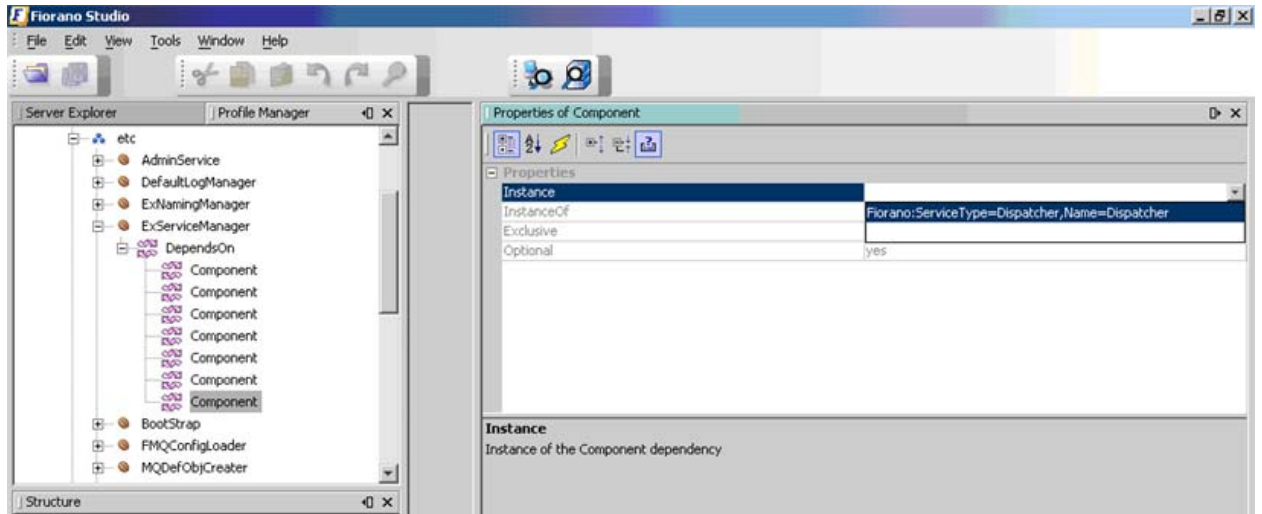 Fiorano Studio
File Edit View Tools Window Help
Server Explorer Profile Manager
etc
AdminService
DefaultLogManager
ExNamingManager
ExServiceManager
DependsOn
Component
Component
Component
Component
Component
Component
Component
BootStrap
FMQConfigLoader
MQDefObjCreater
Structure
Properties of Component
Properties
Instance
InstanceOf Fiorano:ServiceType=Dispatcher,Name=Dispatcher
Exclusive
Optional yes
Instance
Instance of the Component dependency